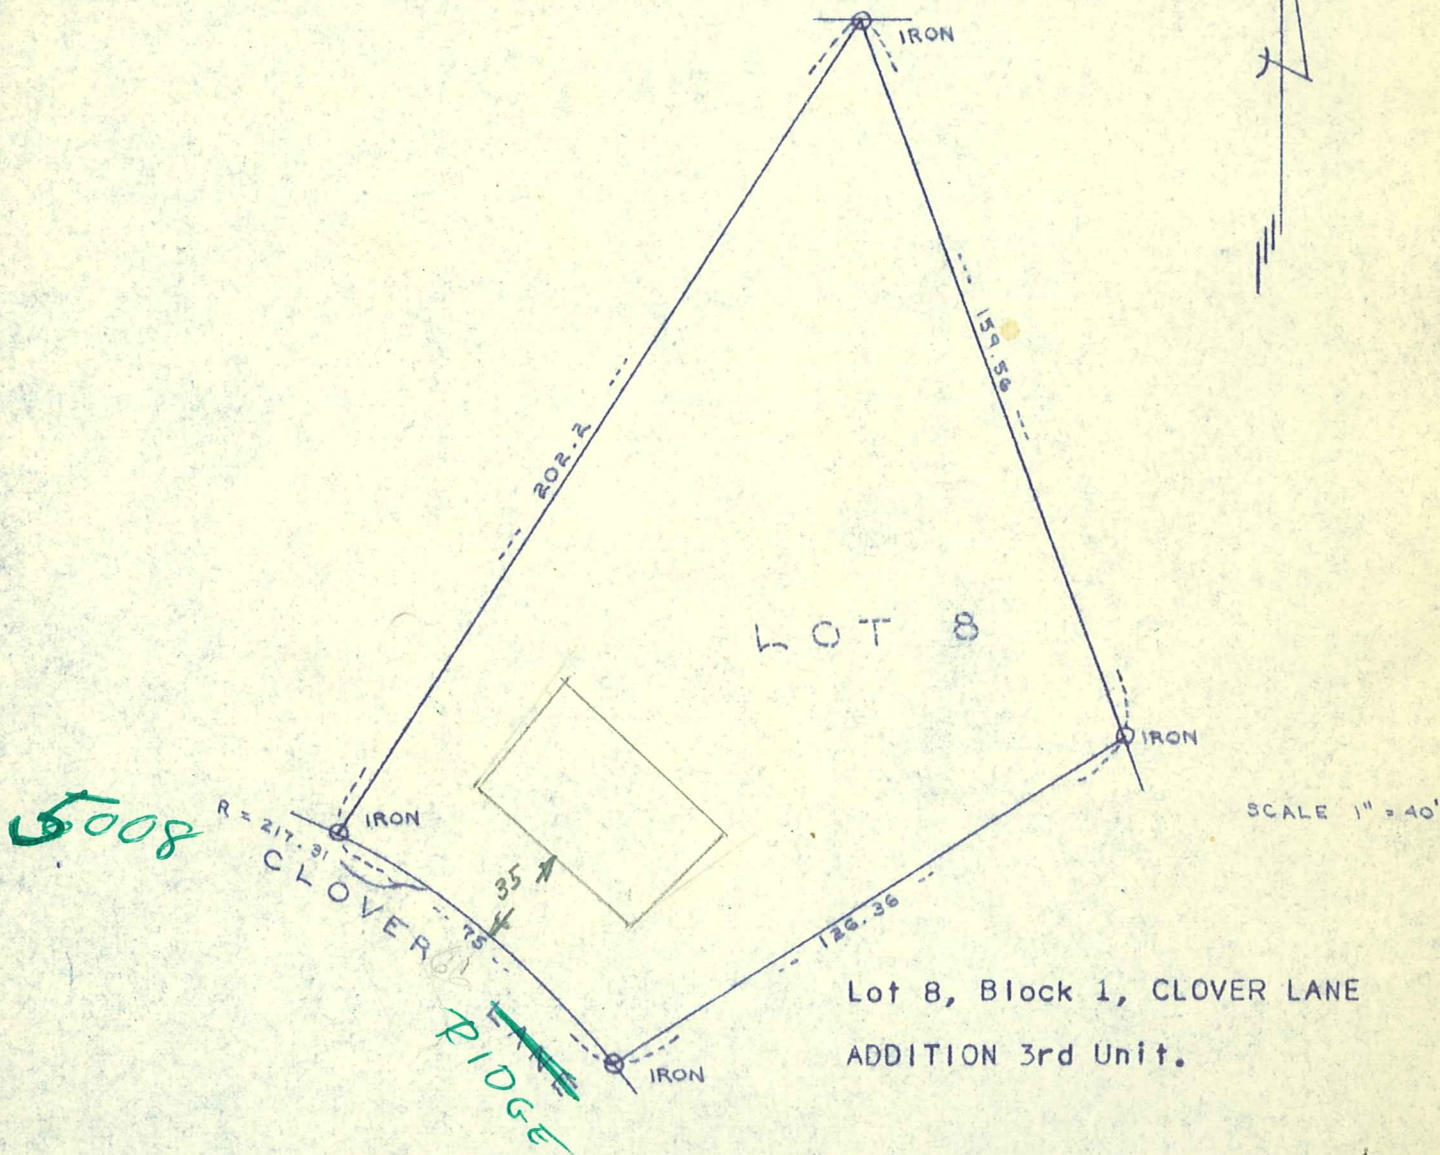 IRON
159.56
202.2
LOT 8
IRON
SCALE 1" = 40'
5008
R = 217.31
IRON
CLOVER
35
75
126.36
LANE
RIDGE
IRON
Lot 8, Block 1, CLOVER LANE
ADDITION 3rd Unit.